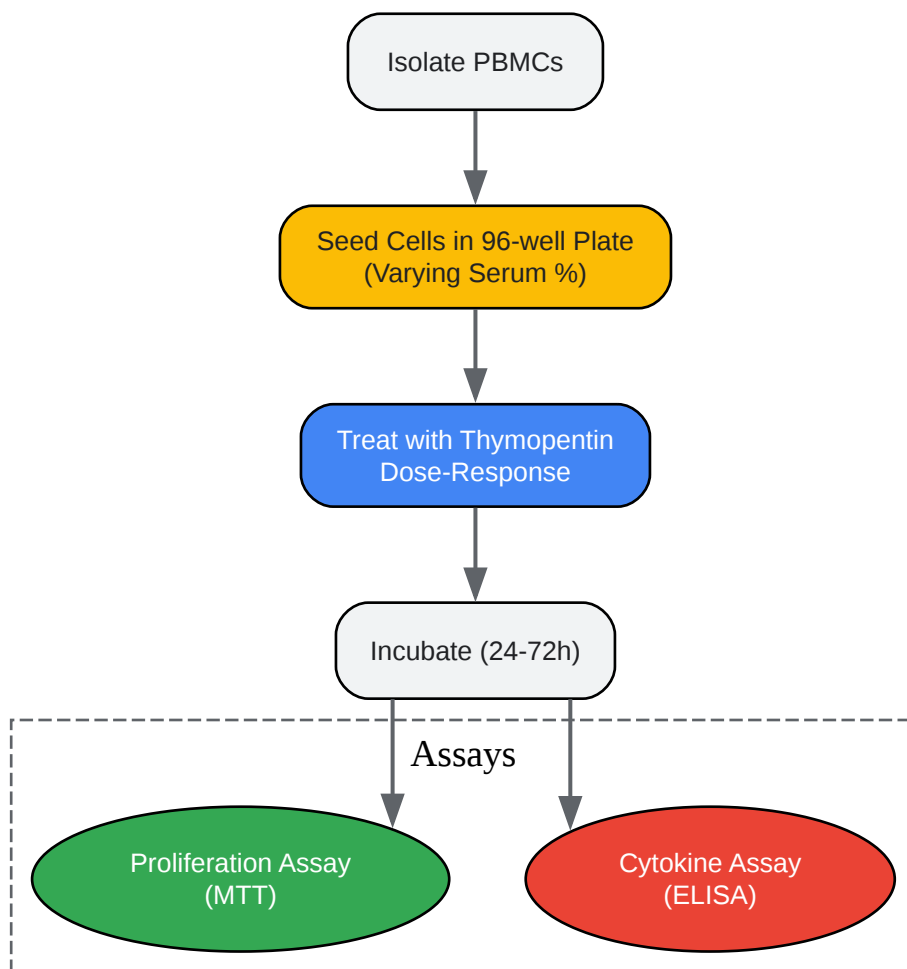 Isolate PBMCs
Seed Cells in 96-well Plate
(Varying Serum %)
Treat with Thymopentin
Dose-Response
Incubate (24-72h)
Assays
Proliferation Assay
(MTT)
Cytokine Assay
(ELISA)